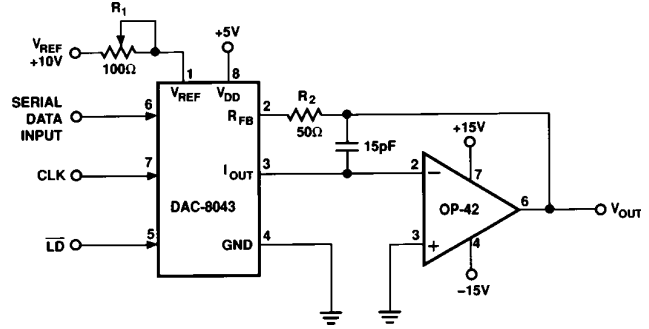 R1
VREF
+10V
100Ω
+5V
1
8
VREF
VDD
SERIAL
DATA
INPUT
6
RFB
2
R2
50Ω
15pF
+15V
CLK
7
IOUT
3
2
−
7
DAC-8043
OP-42
6
VOUT
LD
5
GND
4
3
+
4
−15V